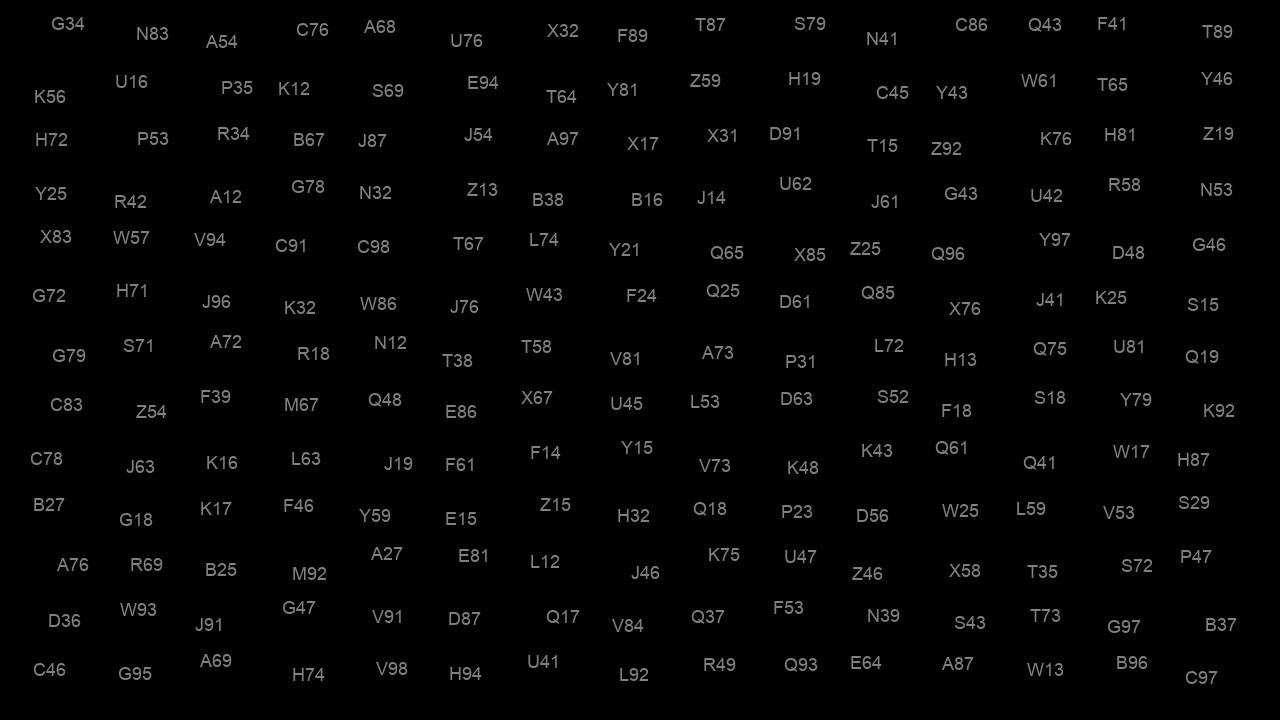 G34 N83 A54 C76 A68 U76 X32 F89 T87 S79 N41 C86 Q43 F41 T89
K56 U16 P35 K12 S69 E94 T64 Y81 Z59 H19 C45 Y43 W61 T65 Y46
H72 P53 R34 B67 J87 J54 A97 X17 X31 D91 T15 Z92 K76 H81 Z19
Y25 R42 A12 G78 N32 Z13 B38 B16 J14 U62 J61 G43 U42 R58 N53
X83 W57 V94 C91 C98 T67 L74 Y21 Q65 X85 Z25 Q96 Y97 D48 G46
G72 H71 J96 K32 W86 J76 W43 F24 Q25 D61 Q85 X76 J41 K25 S15
G79 S71 A72 R18 N12 T38 T58 V81 A73 P31 L72 H13 Q75 U81 Q19
C83 Z54 F39 M67 Q48 E86 X67 U45 L53 D63 S52 F18 S18 Y79 K92
C78 J63 K16 L63 J19 F61 F14 Y15 V73 K48 K43 Q61 Q41 W17 H87
B27 G18 K17 F46 Y59 E15 Z15 H32 Q18 P23 D56 W25 L59 V53 S29
A76 R69 B25 M92 A27 E81 L12 J46 K75 U47 Z46 X58 T35 S72 P47
D36 W93 J91 G47 V91 D87 Q17 V84 Q37 F53 N39 S43 T73 G97 B37
C46 G95 A69 H74 V98 H94 U41 L92 R49 Q93 E64 A87 W13 B96 C97